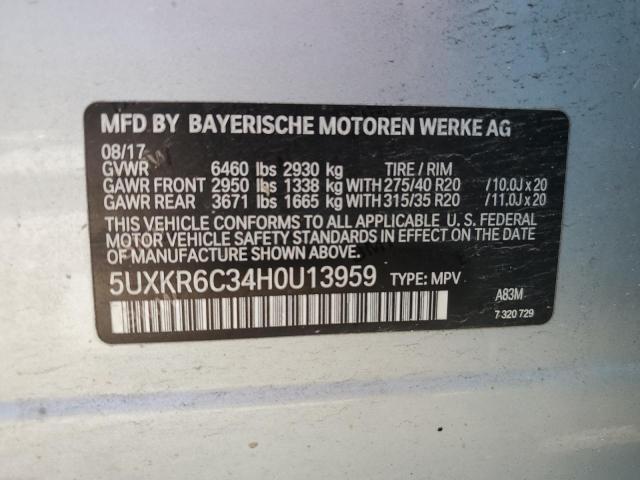 MFD BY BAYERISCHE MOTOREN WERKE AG
08/17
GVWR 6460 lbs 2930 kg TIRE / RIM
GAWR FRONT 2950 lbs 1338 kg WITH 275/40 R20 /10.0J x 20
GAWR REAR 3671 lbs 1665 kg WITH 315/35 R20 /11.0J x 20
THIS VEHICLE CONFORMS TO ALL APPLICABLE U. S. FEDERAL
MOTOR VEHICLE SAFETY STANDARDS IN EFFECT ON THE DATE
OF MANUFACTURE SHOWN ABOVE.
5UXKR6C34H0U13959 TYPE: MPV
A83M
7 320 729